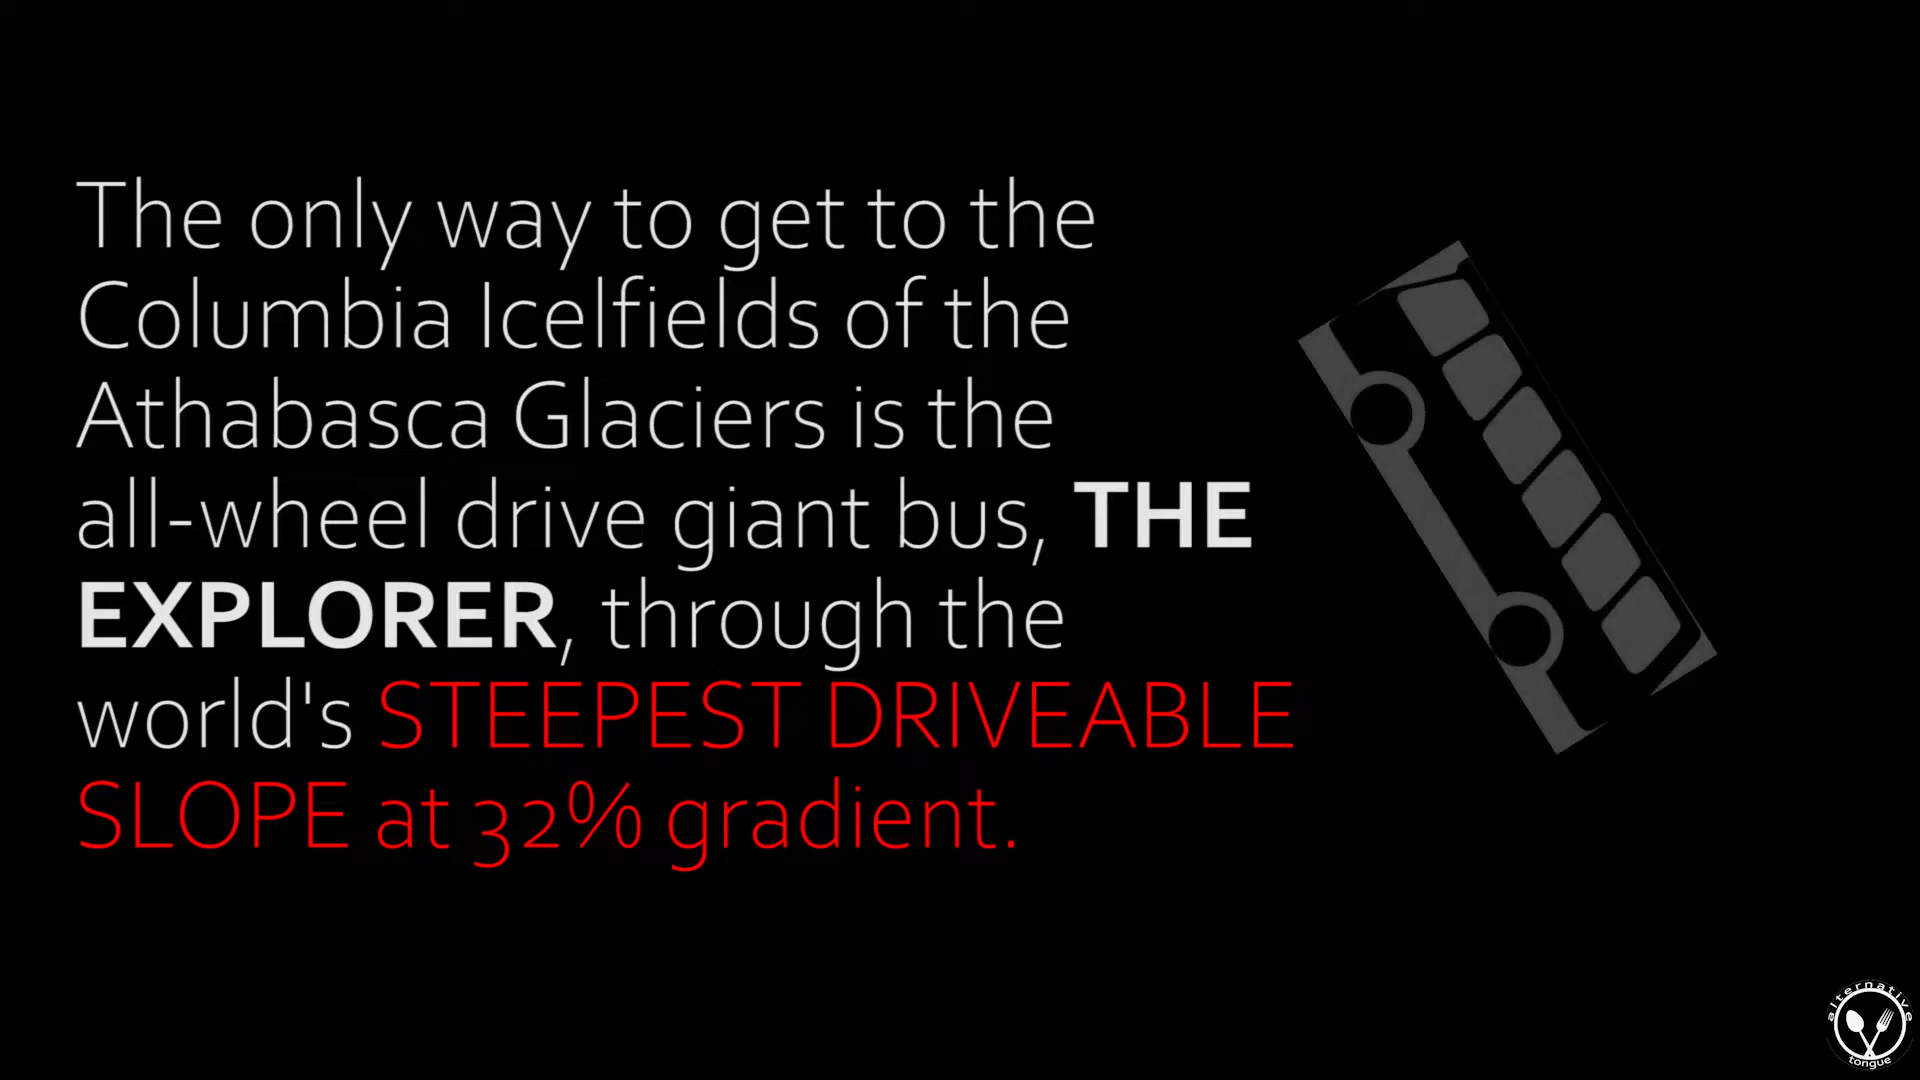 The only way to get to the
Columbia Icelfields of the
Athabasca Glaciers is the
all-wheel drive giant bus, THE
EXPLORER, through the
world's STEEPEST DRIVEABLE
SLOPE at 32% gradient.
alternative
tongue